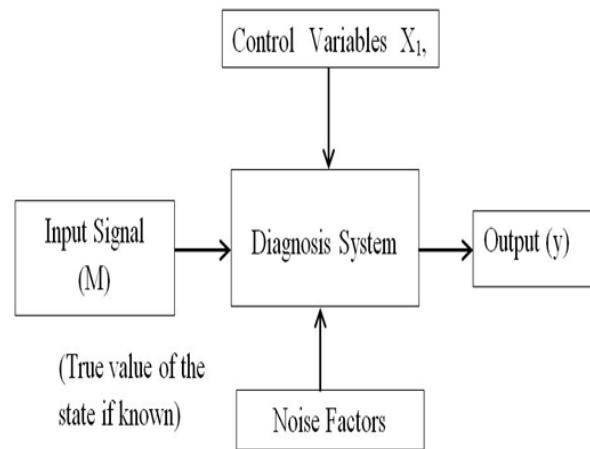 Control Variables X₁,
Input Signal
(M)
Diagnosis System
Output (y)
(True value of the
state if known)
Noise Factors